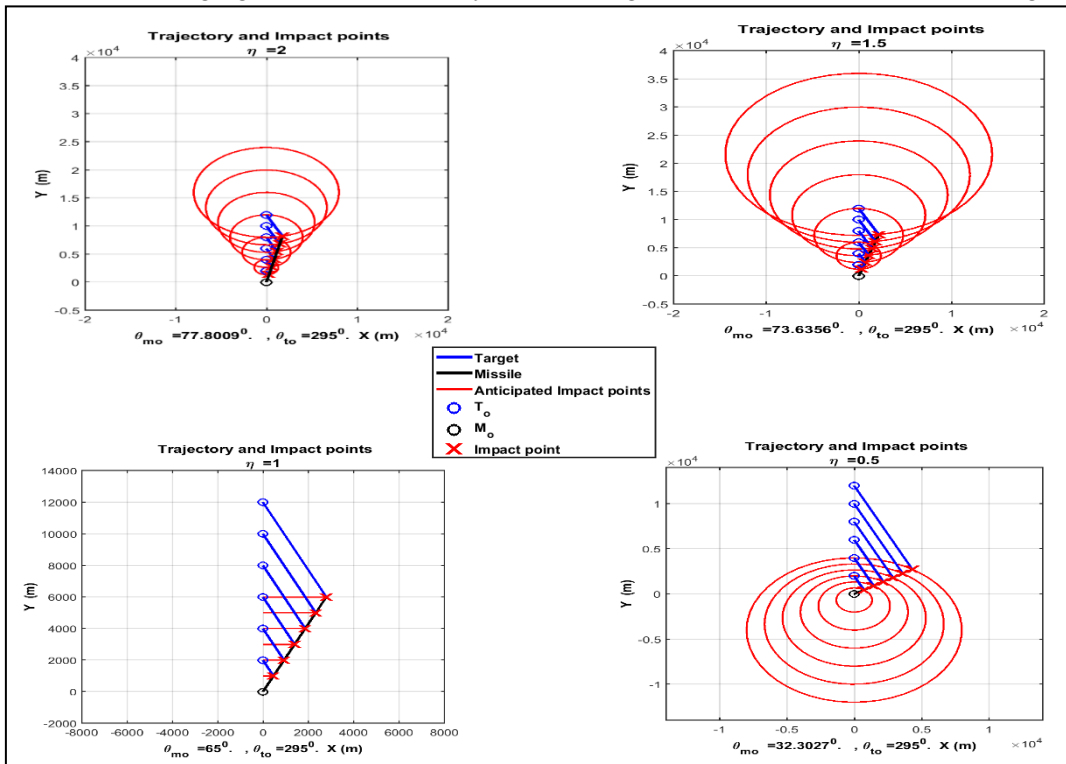 Trajectory and Impact points
η =2
×10⁴
4
3.5
3
2.5
2
1.5
1
0.5
0
-0.5
Y (m)
-2
-1
0
1
2
×10⁴
θmo =77.8009⁰. , θto =295⁰. X (m)
Trajectory and Impact points
η =1.5
×10⁴
4
3.5
3
2.5
2
1.5
1
0.5
0
-0.5
Y (m)
-2
-1
0
1
2
×10⁴
θmo =73.6356⁰. , θto =295⁰. X (m)
Target
Missile
Anticipated Impact points
To
Mo
Impact point
Trajectory and Impact points
η =1
14000
12000
10000
8000
6000
4000
2000
0
-2000
Y (m)
-8000
-6000
-4000
-2000
0
2000
4000
6000
8000
θmo =65⁰. , θto =295⁰. X (m)
Trajectory and Impact points
η =0.5
×10⁴
1
0.5
0
-0.5
-1
Y (m)
-1
-0.5
0
0.5
1
×10⁴
θmo =32.3027⁰. , θto =295⁰. X (m)